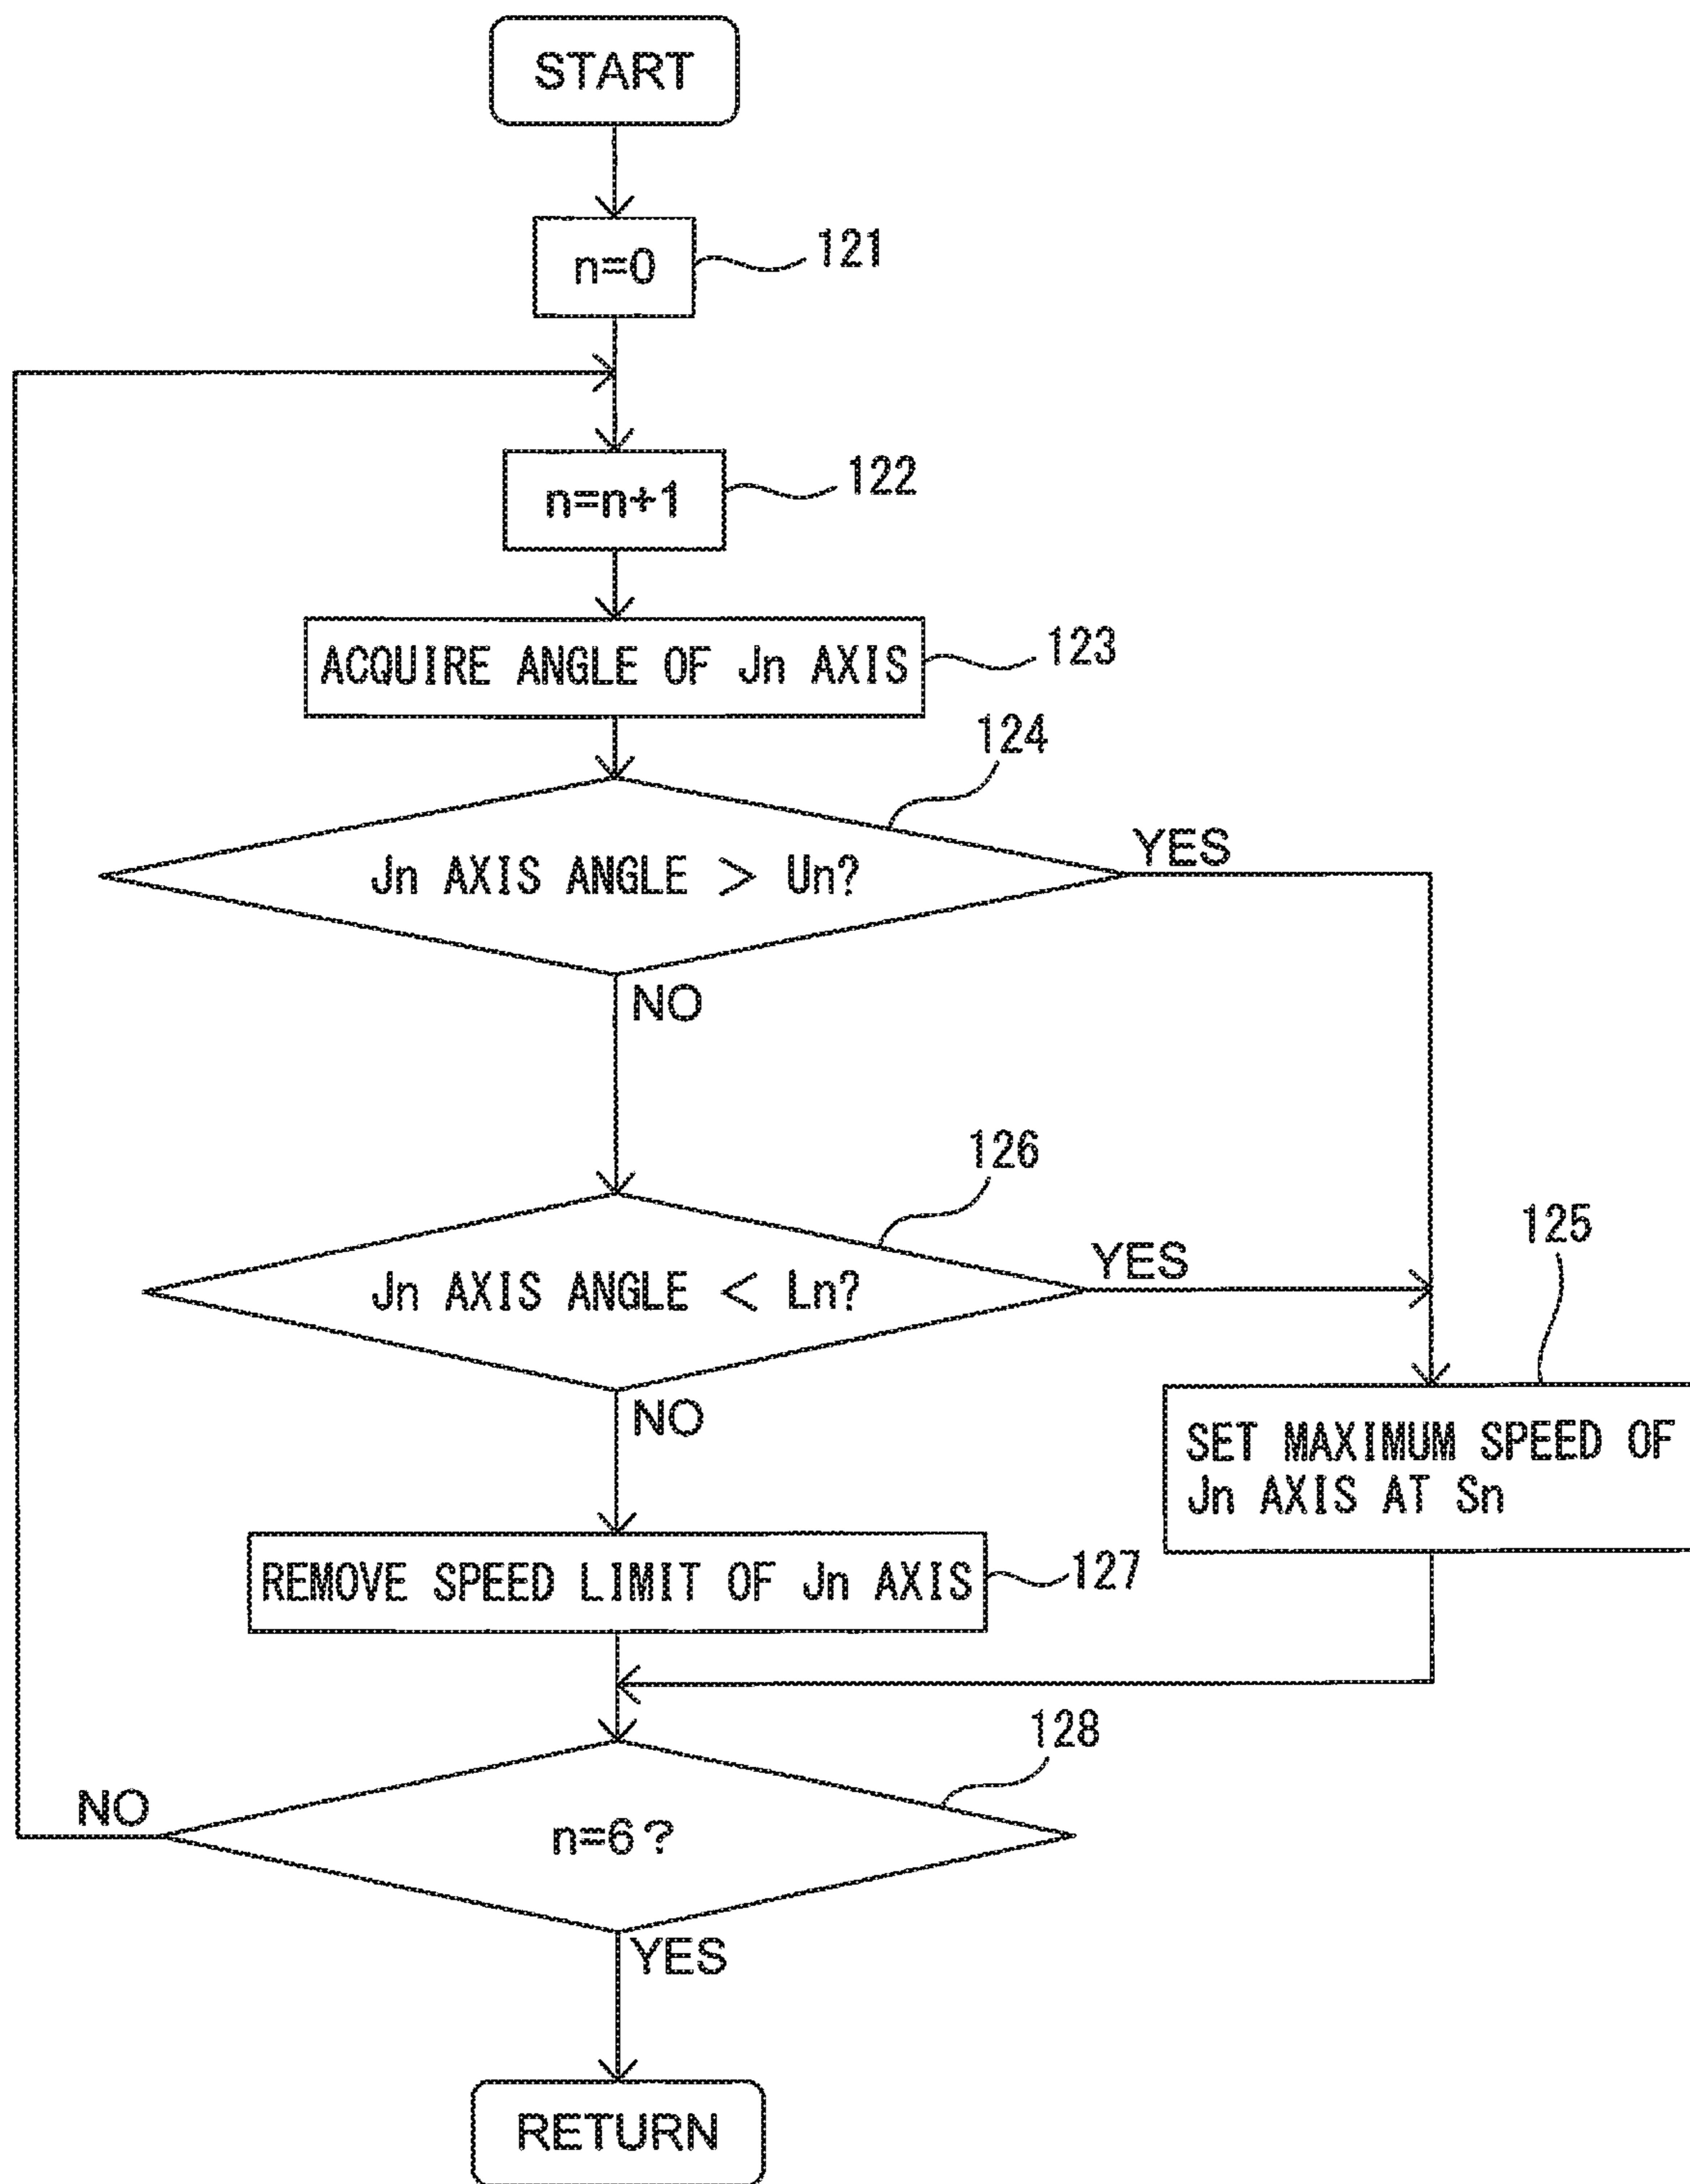 START
n=0
121
n=n+1
122
ACQUIRE ANGLE OF Jn AXIS
123
124
Jn AXIS ANGLE > Un?
YES
NO
126
Jn AXIS ANGLE < Ln?
YES
125
NO
SET MAXIMUM SPEED OF
Jn AXIS AT Sn
REMOVE SPEED LIMIT OF Jn AXIS
127
128
NO
n=6?
YES
RETURN